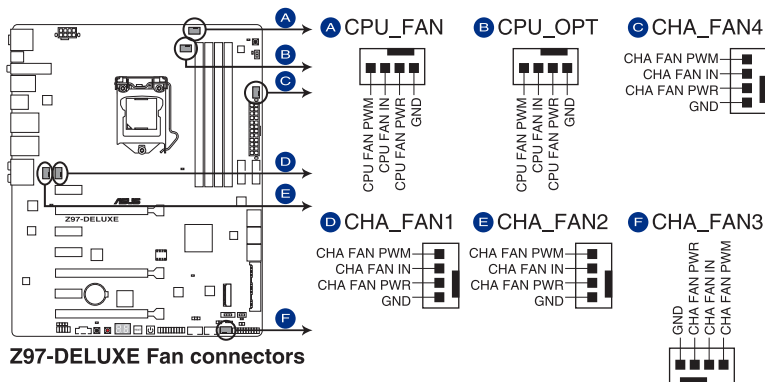 A
B
C
D
E
F
ASUS
Z97-DELUXE
Z97-DELUXE Fan connectors
A CPU_FAN
CPU FAN PWM
CPU FAN IN
CPU FAN PWR
GND
B CPU_OPT
CPU FAN PWM
CPU FAN IN
CPU FAN PWR
GND
C CHA_FAN4
CHA FAN PWM
CHA FAN IN
CHA FAN PWR
GND
D CHA_FAN1
CHA FAN PWM
CHA FAN IN
CHA FAN PWR
GND
E CHA_FAN2
CHA FAN PWM
CHA FAN IN
CHA FAN PWR
GND
F CHA_FAN3
GND
CHA FAN PWR
CHA FAN IN
CHA FAN PWM